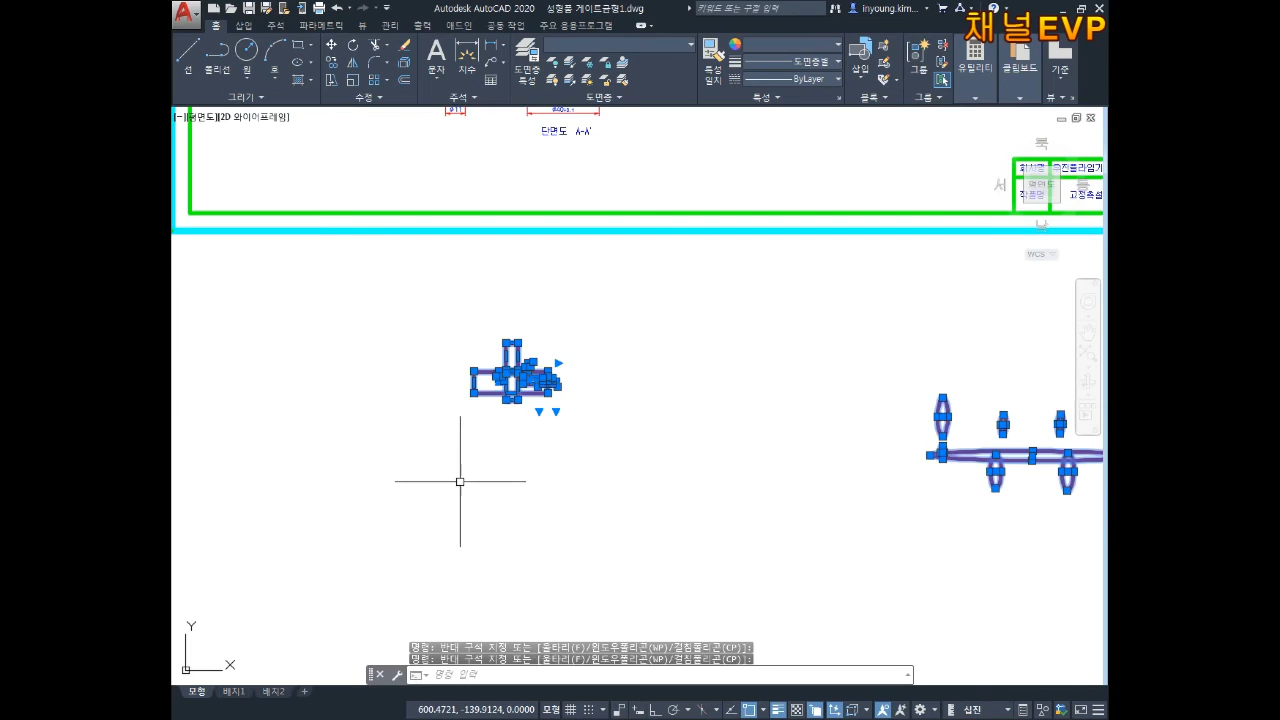 Autodesk AutoCAD 2020 성형품 게이트금형1.dwg
키워드 또는 구절 입력
inyoung.kim...
채널EVP
홈 삽입 주석 파라메트릭 뷰 관리 출력 애드인 공동 작업 주요 응용프로그램
선 폴리선 원 호
문자 치수
도면층 특성
특성 일치
도면층별
ByLayer
삽입
그룹
유틸리티
클립보드
기준
그리기 수정 주석 도면층 특성 블록 그룹 뷰
[-][평면도][2D 와이어프레임]
단면도 A-A'
북
서
평면도
동
WCS
Y
X
명령: 반대 구석 지정 또는 [울타리(F)/윈도우폴리곤(WP)/걸침폴리곤(CP)]:
명령: 반대 구석 지정 또는 [울타리(F)/윈도우폴리곤(WP)/걸침폴리곤(CP)]:
명령 입력
모형 배치1 배치2 +
600.4721, -139.9124, 0.0000 모형
십진